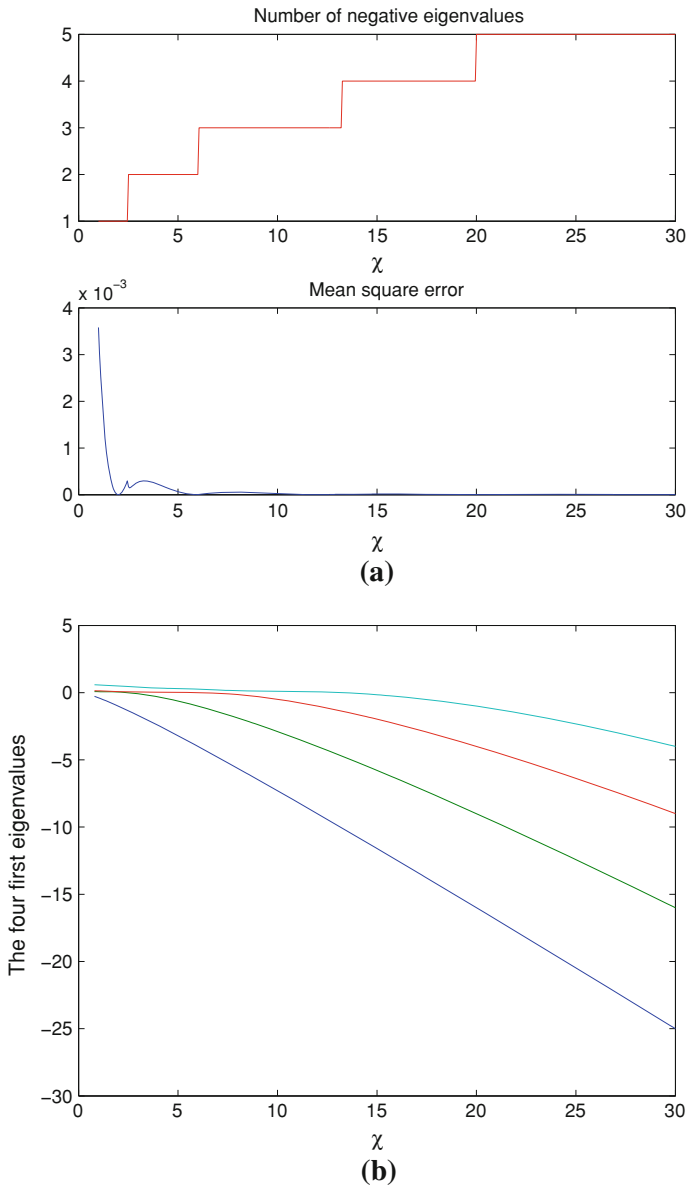 Number of negative eigenvalues
5
4
3
2
1
0 5 10 15 20 25 30
χ
x 10⁻³
Mean square error
4
3
2
1
0
0 5 10 15 20 25 30
χ
(a)
5
0
−5
−10
−15
−20
−25
−30
The four first eigenvalues
0 5 10 15 20 25 30
χ
(b)